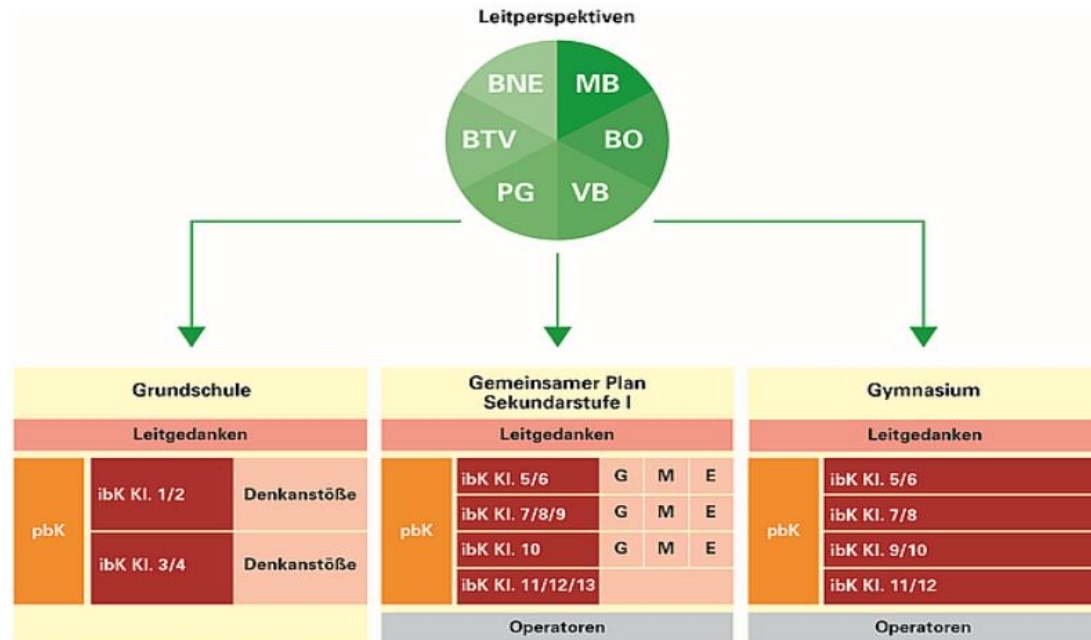 Leitperspektiven
BNE
MB
BTV
BO
PG
VB
Grundschule
Leitgedanken
pbK
ibK Kl. 1/2
Denkanstöße
ibK Kl. 3/4
Denkanstöße
Gemeinsamer Plan
Sekundarstufe I
Leitgedanken
pbK
ibK Kl. 5/6 G M E
ibK Kl. 7/8/9 G M E
ibK Kl. 10 G M E
ibK Kl. 11/12/13
Operatoren
Gymnasium
Leitgedanken
pbK
ibK Kl. 5/6
ibK Kl. 7/8
ibK Kl. 9/10
ibK Kl. 11/12
Operatoren